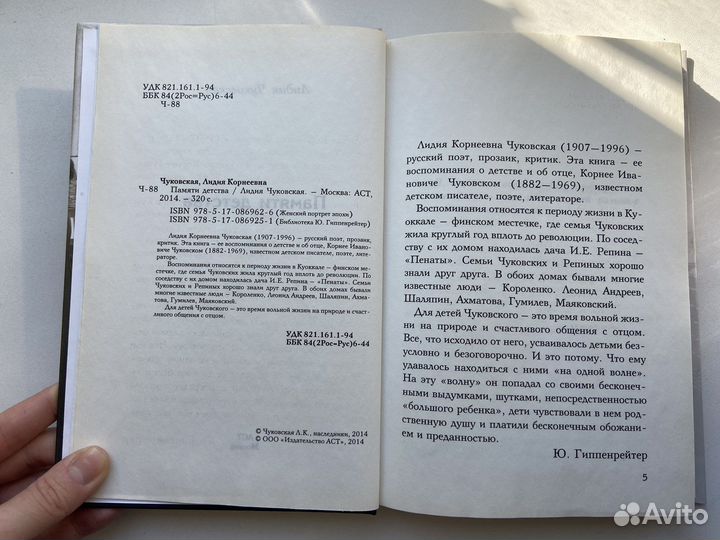 УДК 821.161.1-94
ББК 84(2Рос=Рус)6-44
Ч-88
Чуковская, Лидия Корнеевна
Ч-88 Памяти детства / Лидия Чуковская. – Москва: АСТ,
2014. – 320 с.
ISBN 978-5-17-086962-6 (Женский портрет эпохи)
ISBN 978-5-17-086925-1 (Библиотека Ю. Гиппенрейтер)
Лидия Корнеевна Чуковская (1907-1996) – русский поэт, прозаик,
критик. Эта книга – ее воспоминания о детстве и об отце, Корнее Ивано-
виче Чуковском (1882-1969), известном детском писателе, поэте, лите-
раторе.
Воспоминания относятся к периоду жизни в Куоккале – финском ме-
стечке, где семья Чуковских жила круглый год вплоть до революции. По со-
седству с их домом находилась дача И.Е. Репина – «Пенаты». Семьи
Чуковских и Репиных хорошо знали друг друга. В обоих домах бывали
многие известные люди – Короленко, Леонид Андреев, Шаляпин, Ахма-
това, Гумилев, Маяковский.
Для детей Чуковского – это время вольной жизни на природе и счаст-
ливого общения с отцом.
УДК 821.161.1-94
ББК 84(2Рос=Рус)6-44
© Чуковская Л.К., наследники, 2014
© ООО «Издательство АСТ», 2014
Лидия Корнеевна Чуковская (1907–1996) –
русский поэт, прозаик, критик. Эта книга – ее
воспоминания о детстве и об отце, Корнее Ива-
новиче Чуковском (1882–1969), известном
детском писателе, поэте, литераторе.
Воспоминания относятся к периоду жизни в Ку-
оккале – финском местечке, где семья Чуковских
жила круглый год вплоть до революции. По соседству
с их домом находилась дача И.Е. Репина –
«Пенаты». Семьи Чуковских и Репиных хорошо
знали друг друга. В обоих домах бывали многие
известные люди – Короленко, Леонид Андреев,
Шаляпин, Ахматова, Гумилев, Маяковский.
Для детей Чуковского – это время вольной жизни
на природе и счастливого общения с отцом.
Все, что исходило от него, усваивалось детьми без-
условно и безоговорочно. И это потому. Что ему
удавалось находиться с ними «на одной волне».
На эту «волну» он попадал со своими бесконеч-
ными выдумками, шутками, непосредственностью
«большого ребенка», дети чувствовали в нем род-
ственную душу и платили бесконечным обожани-
ем и преданностью.
Ю. Гиппенрейтер
5
Avito